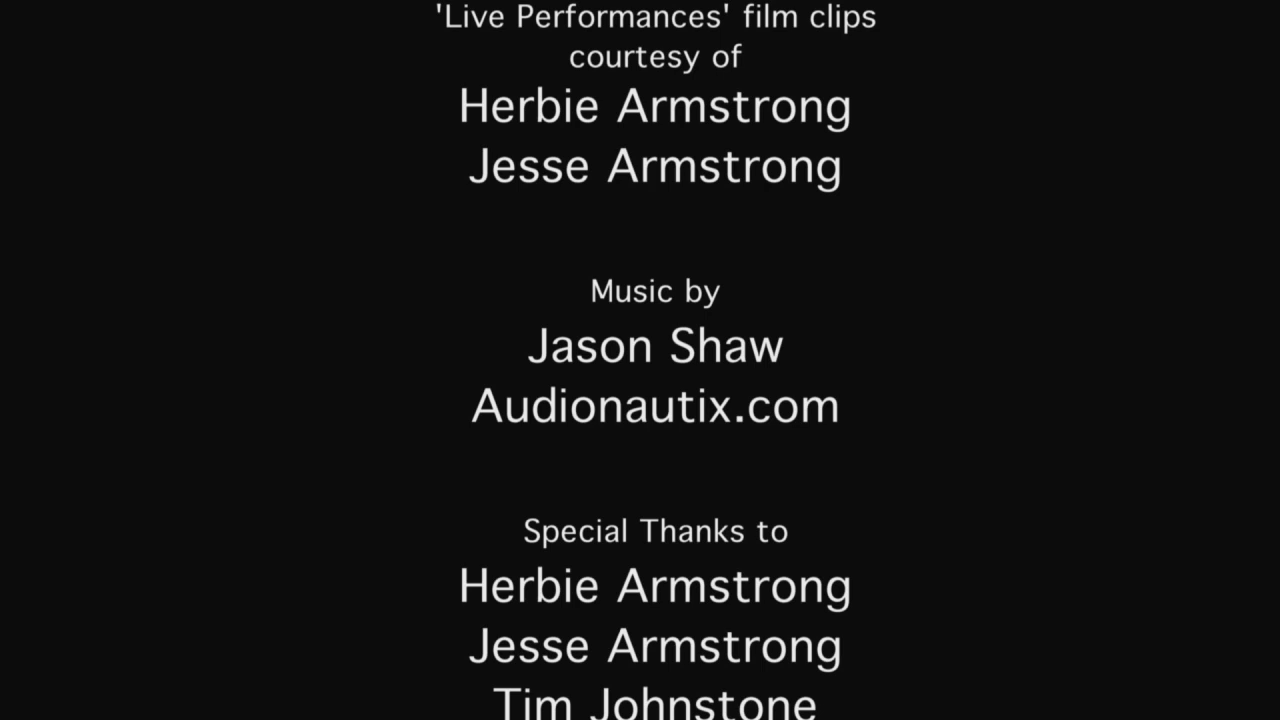 'Live Performances' film clips
courtesy of
Herbie Armstrong
Jesse Armstrong
Music by
Jason Shaw
Audionautix.com
Special Thanks to
Herbie Armstrong
Jesse Armstrong
Tim Johnstone